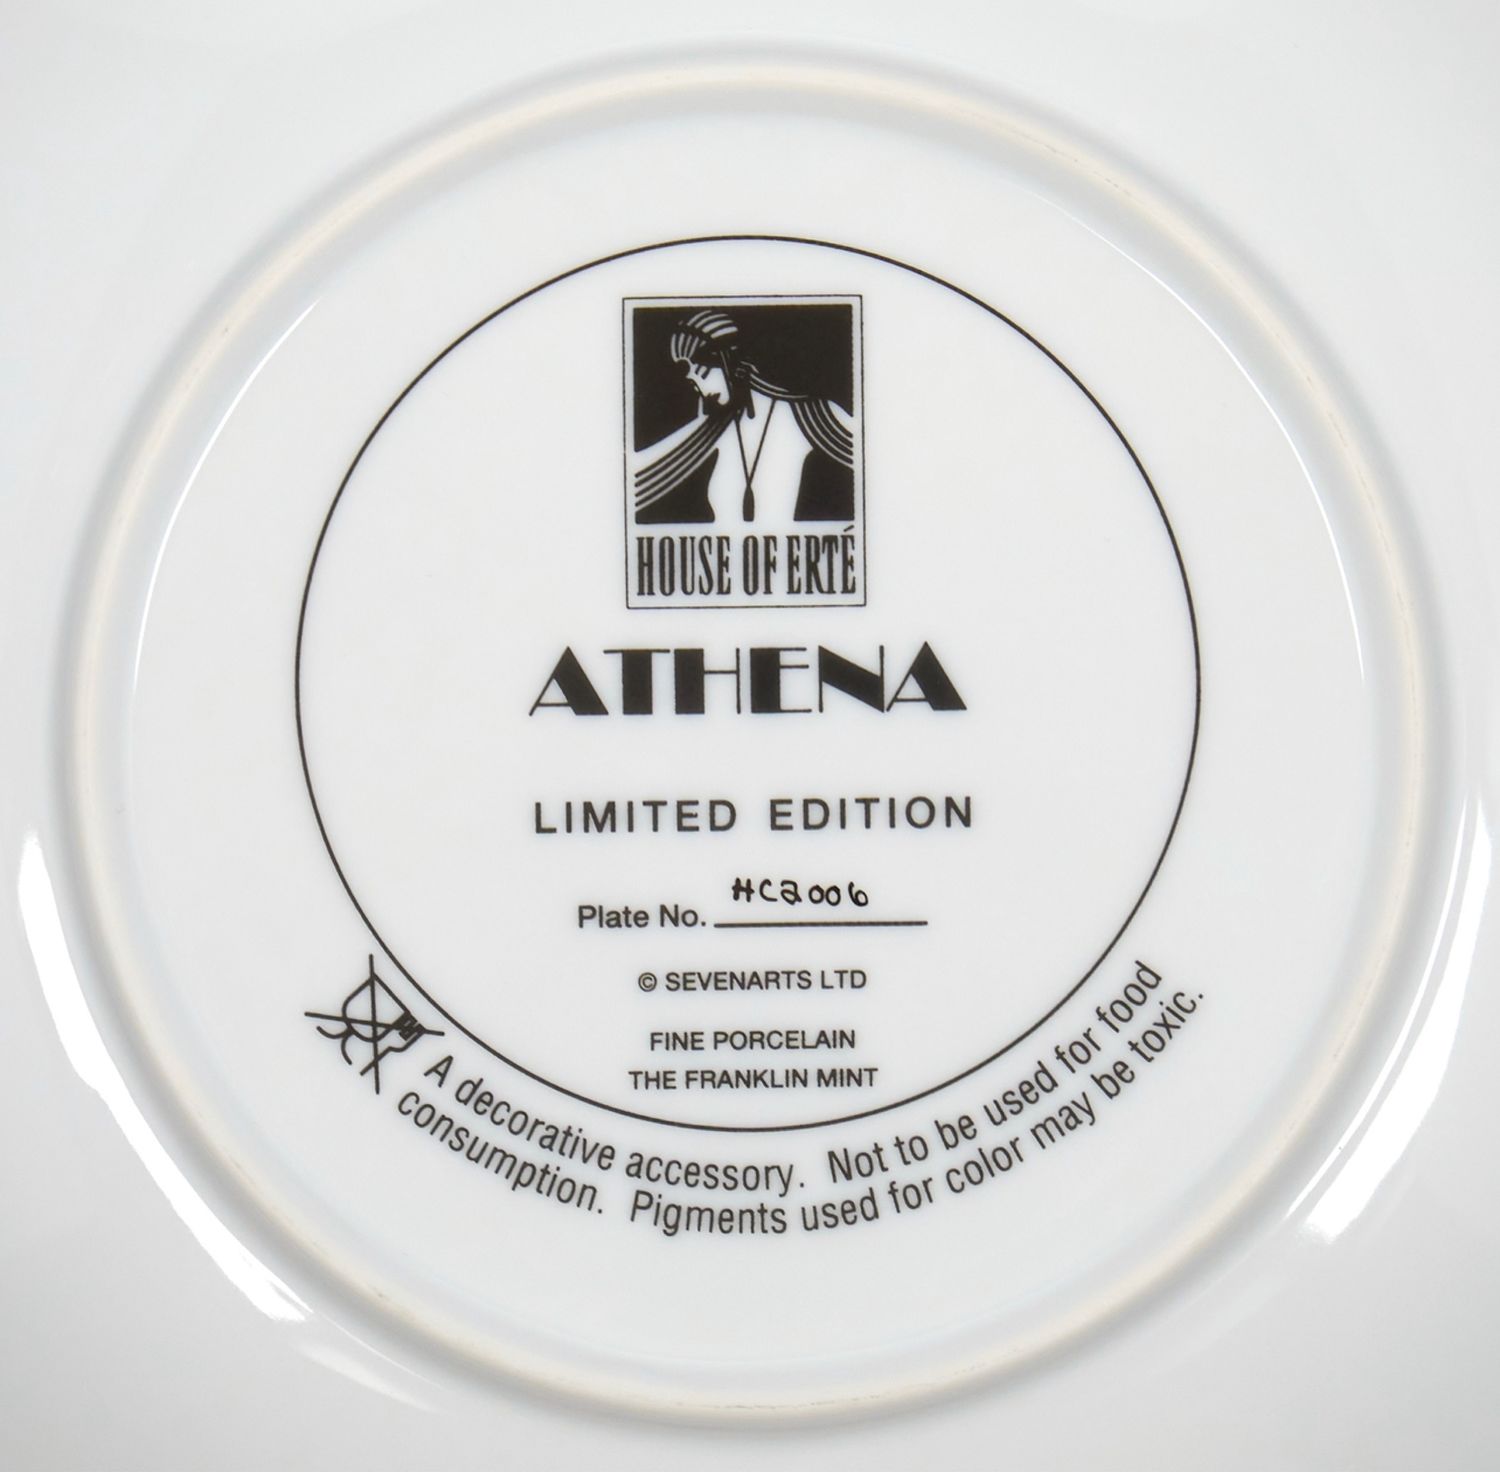 HOUSE OF ERTÉ
ATHENA
LIMITED EDITION
Plate No. HC2006
© SEVENARTS LTD
FINE PORCELAIN
THE FRANKLIN MINT
A decorative accessory. Not to be used for food
consumption. Pigments used for color may be toxic.